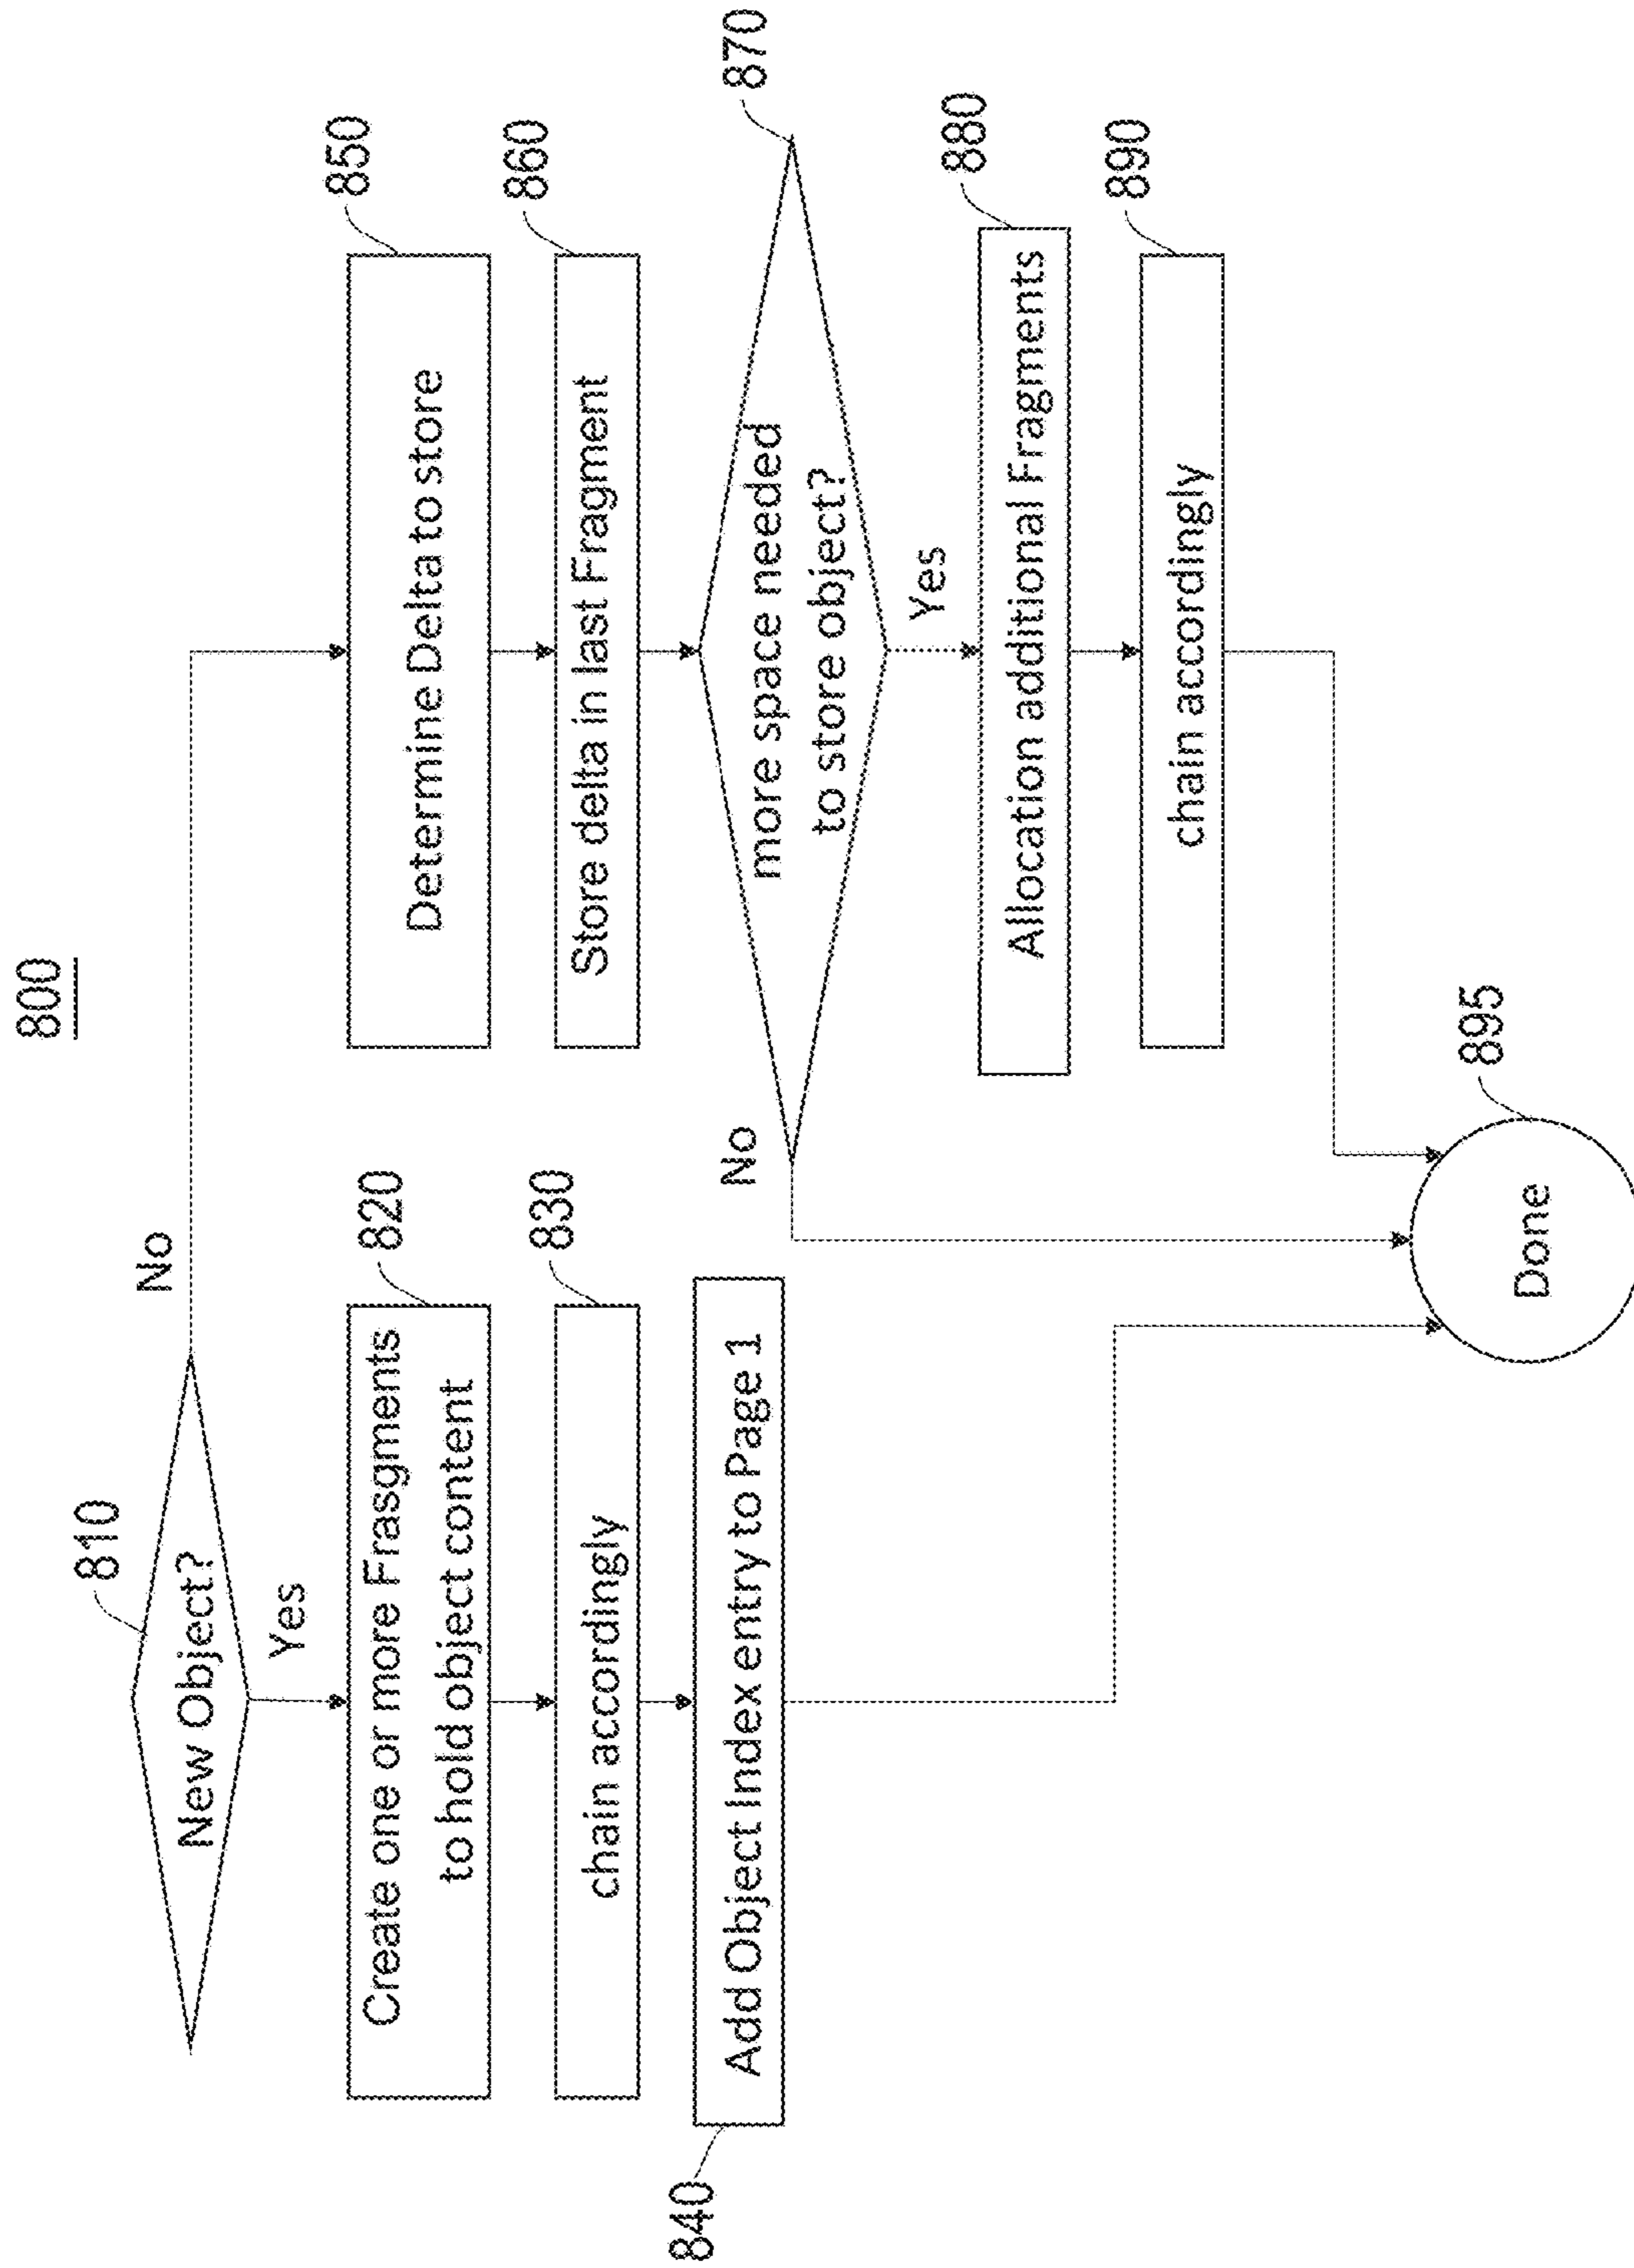 800
810
New Object?
No
Yes
820
Create one or more Frasgments
to hold object content
830
chain accordingly
840
Add Object Index entry to Page 1
850
Determine Delta to store
860
Store delta in last Fragment
870
more space needed
to store object?
No
Yes
880
Allocation additional Fragments
890
chain accordingly
895
Done